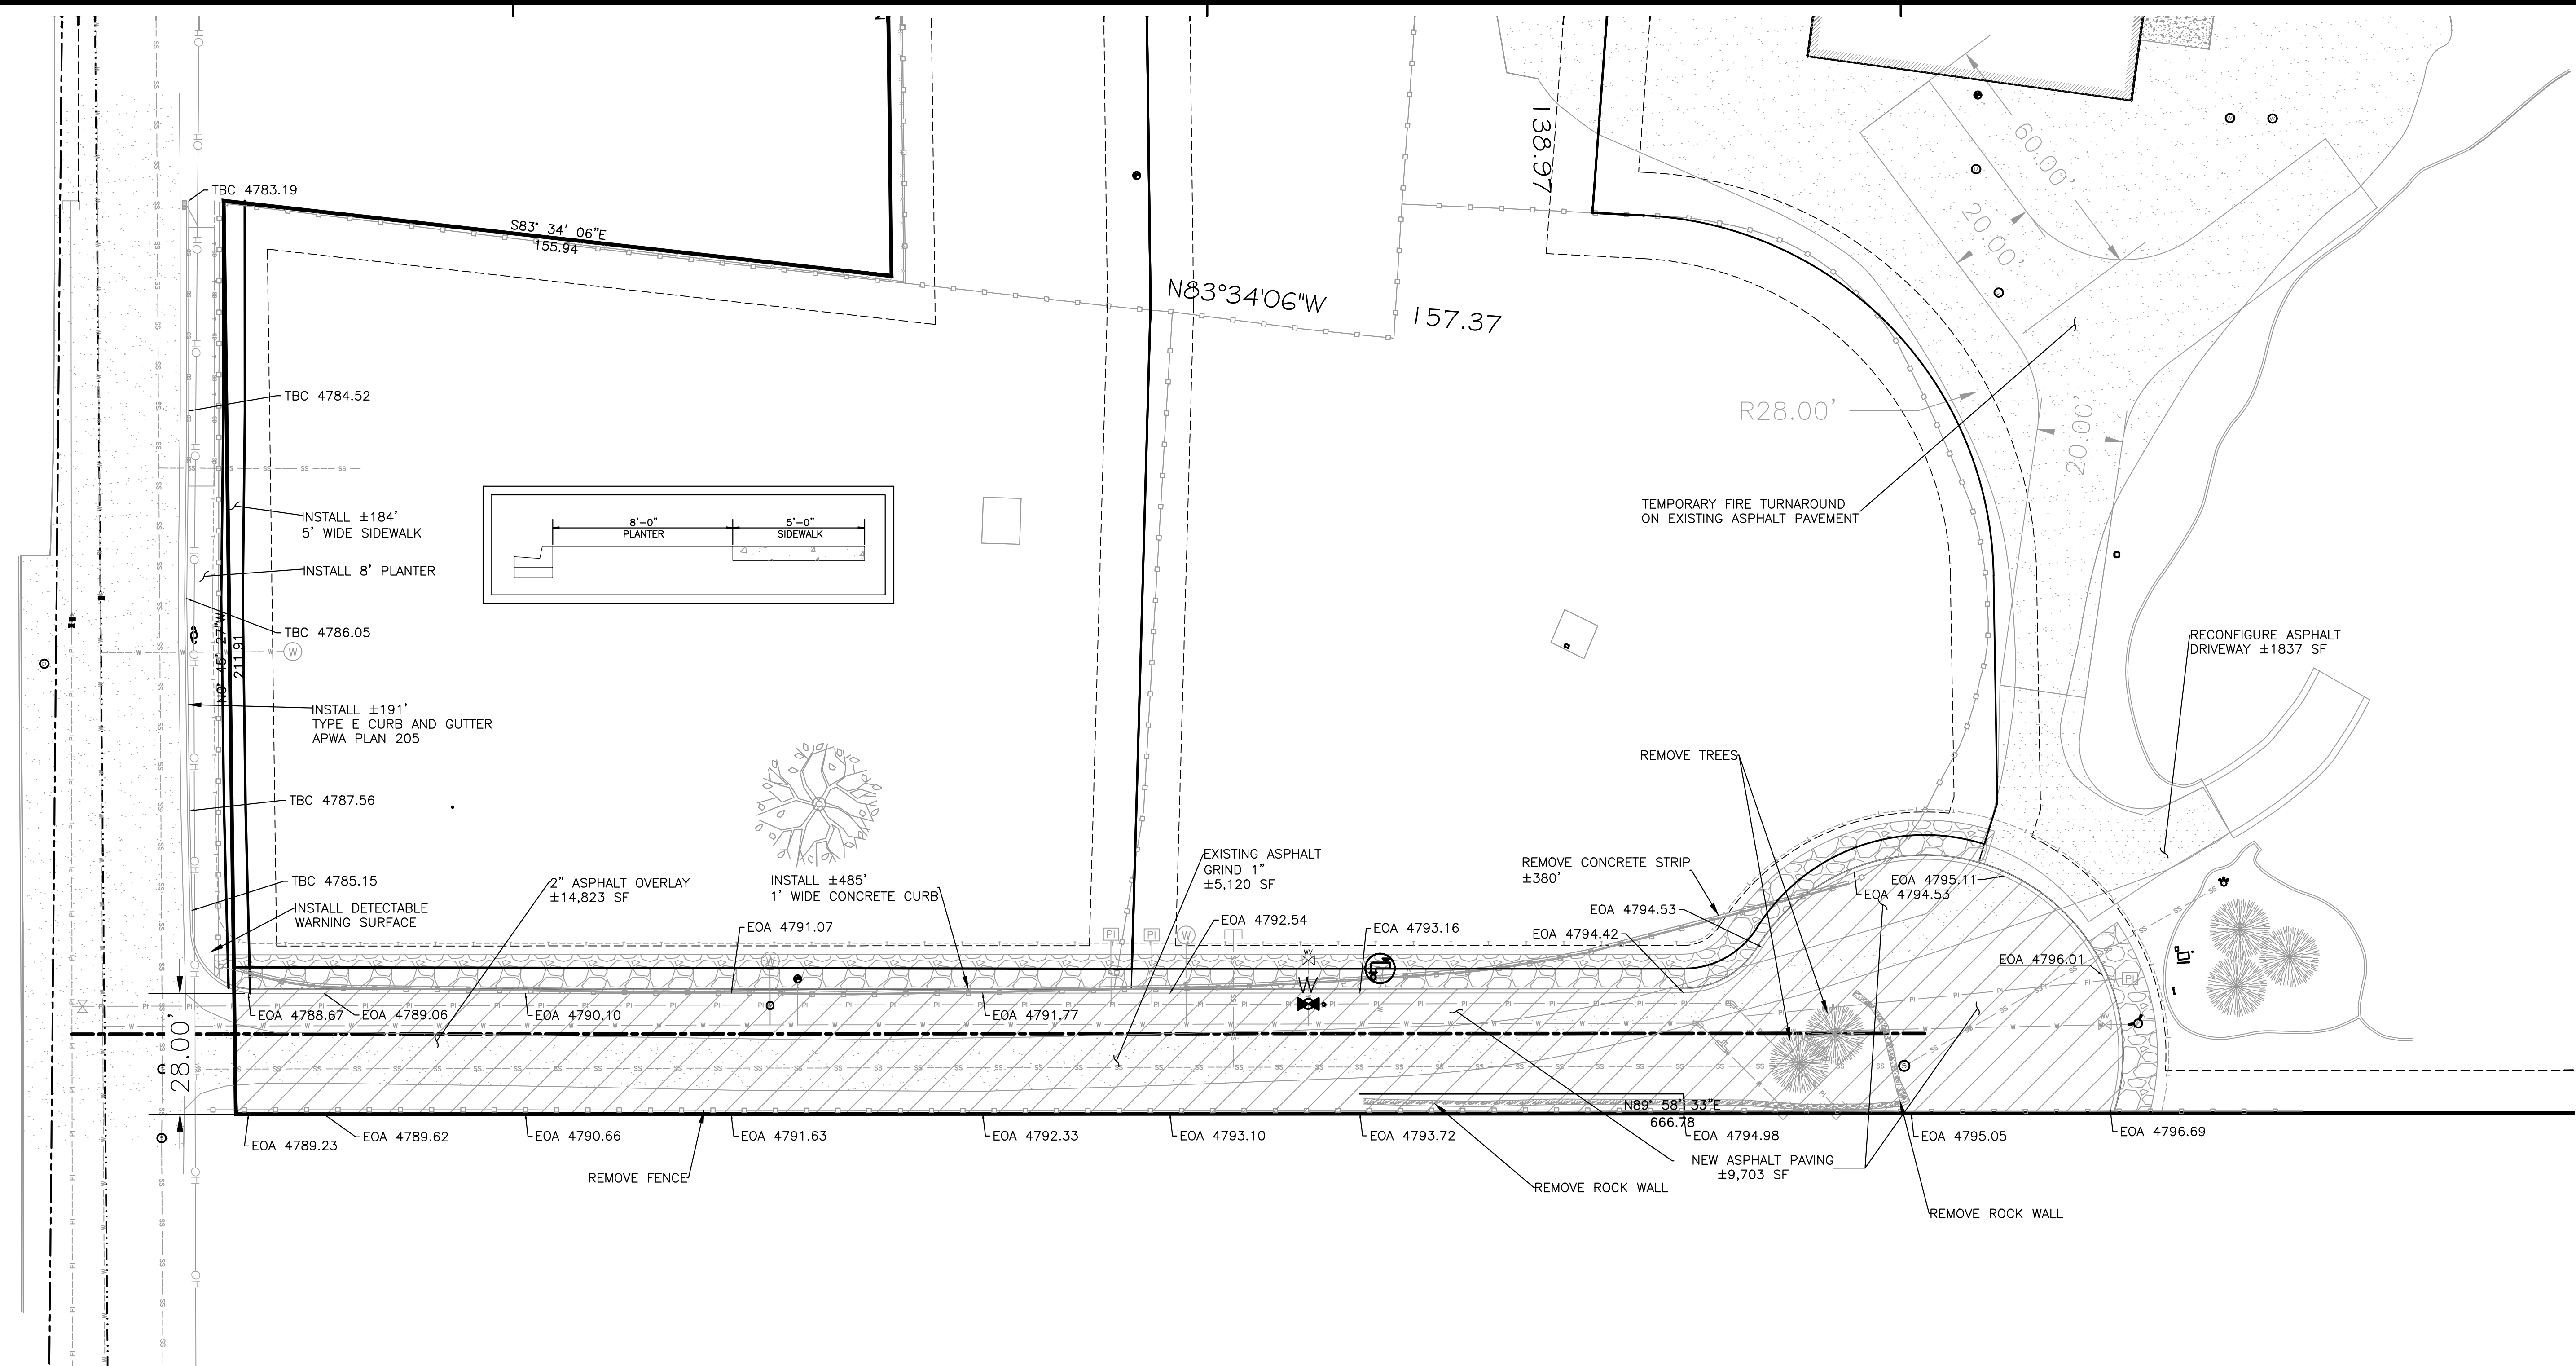 138.97
60.00'
20.00'
TBC 4783.19
S83° 34' 06"E
155.94
N83°34'06"W
157.37
TBC 4784.52
R28.00'
20.00'
TEMPORARY FIRE TURNAROUND
ON EXISTING ASPHALT PAVEMENT
INSTALL ±184'
5' WIDE SIDEWALK
8'-0"
PLANTER
5'-0"
SIDEWALK
INSTALL 8' PLANTER
TBC 4786.05
W
N0° 45' 27"W
211.91
RECONFIGURE ASPHALT
DRIVEWAY ±1837 SF
INSTALL ±191'
TYPE E CURB AND GUTTER
APWA PLAN 205
REMOVE TREES
TBC 4787.56
TBC 4785.15
INSTALL DETECTABLE
WARNING SURFACE
2" ASPHALT OVERLAY
±14,823 SF
INSTALL ±485'
1' WIDE CONCRETE CURB
EXISTING ASPHALT
GRIND 1"
±5,120 SF
REMOVE CONCRETE STRIP
±380'
EOA 4795.11
EOA 4794.53
EOA 4791.07
EOA 4792.54
EOA 4793.16
EOA 4794.53
EOA 4794.42
PI
PI
W
W
WV
W
EOA 4796.01
PI
WV
EOA 4788.67
EOA 4789.06
EOA 4790.10
EOA 4791.77
28.00'
N89° 58' 33"E
666.78
EOA 4789.23
EOA 4789.62
EOA 4790.66
EOA 4791.63
EOA 4792.33
EOA 4793.10
EOA 4793.72
EOA 4794.98
EOA 4795.05
EOA 4796.69
REMOVE FENCE
NEW ASPHALT PAVING
±9,703 SF
REMOVE ROCK WALL
REMOVE ROCK WALL